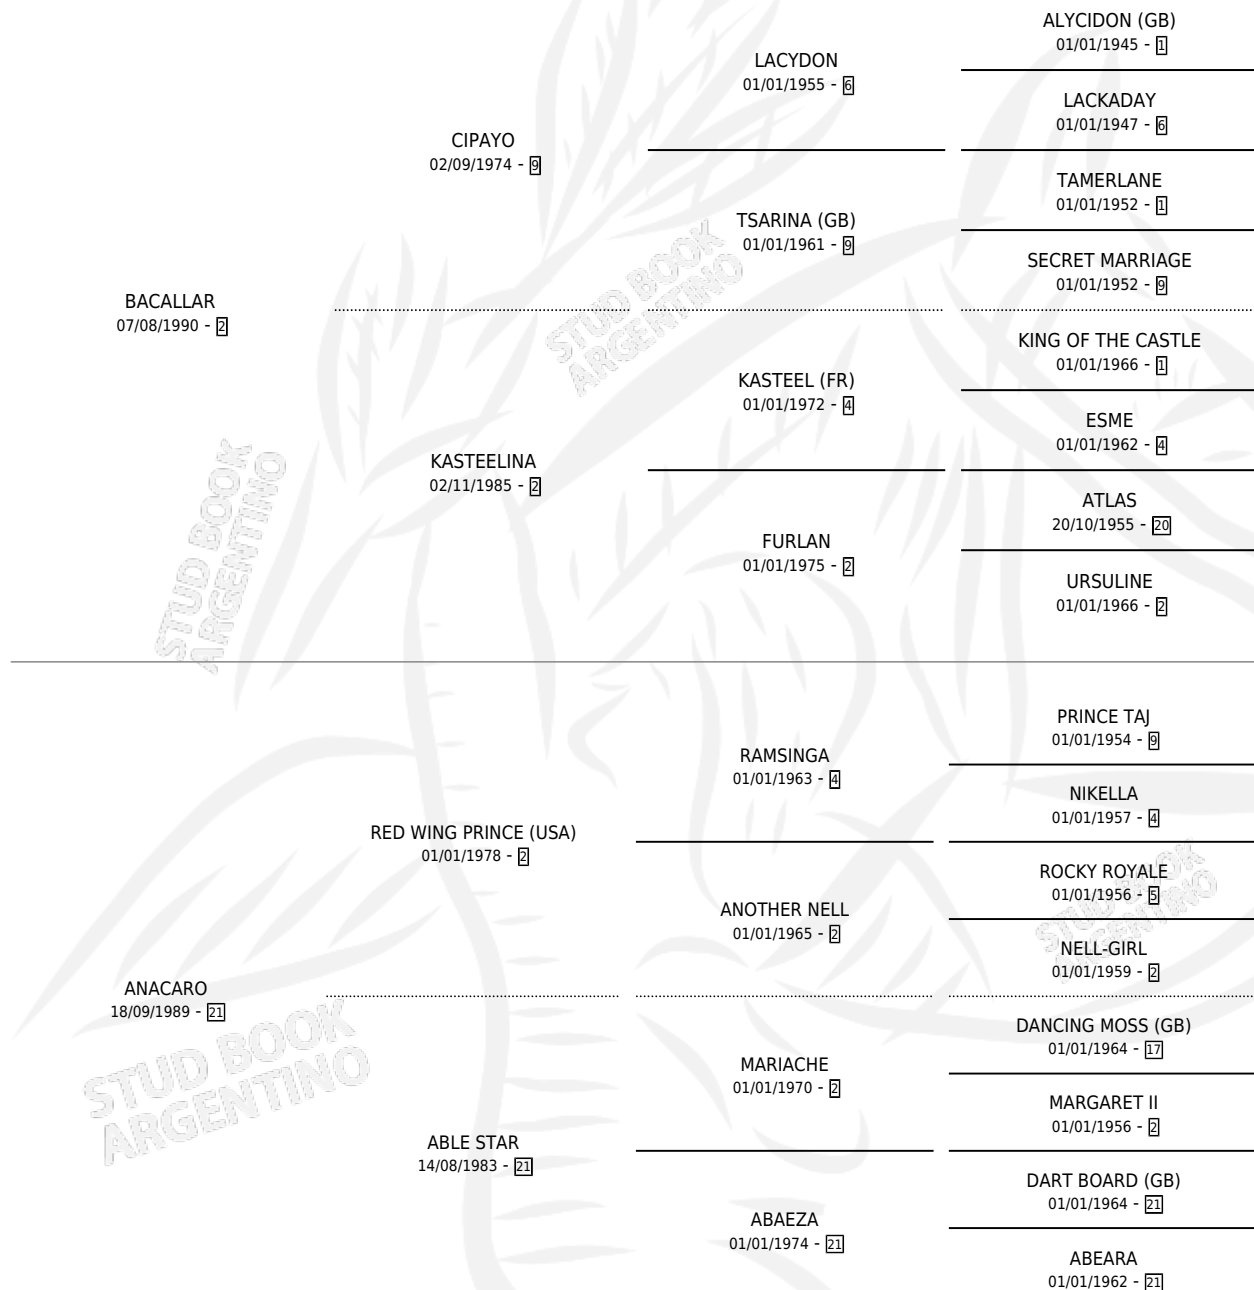 ALYCIDON (GB)
01/01/1945 - 1
LACYDON
01/01/1955 - 6
LACKADAY
01/01/1947 - 6
CIPAYO
02/09/1974 - 9
TAMERLANE
01/01/1952 - 1
TSARINA (GB)
01/01/1961 - 9
SECRET MARRIAGE
01/01/1952 - 9
BACALLAR
07/08/1990 - 2
KING OF THE CASTLE
01/01/1966 - 1
KASTEEL (FR)
01/01/1972 - 4
ESME
01/01/1962 - 4
KASTEELINA
02/11/1985 - 2
ATLAS
20/10/1955 - 20
FURLAN
01/01/1975 - 2
URSULINE
01/01/1966 - 2
PRINCE TAJ
01/01/1954 - 9
RAMSINGA
01/01/1963 - 4
NIKELLA
01/01/1957 - 4
RED WING PRINCE (USA)
01/01/1978 - 2
ROCKY ROYALE
01/01/1956 - 5
ANOTHER NELL
01/01/1965 - 2
NELL-GIRL
01/01/1959 - 2
ANACARO
18/09/1989 - 21
DANCING MOSS (GB)
01/01/1964 - 17
MARIACHE
01/01/1970 - 2
MARGARET II
01/01/1956 - 2
ABLE STAR
14/08/1983 - 21
DART BOARD (GB)
01/01/1964 - 21
ABAEZA
01/01/1974 - 21
ABEARA
01/01/1962 - 21
STUD BOOK
ARGENTINO
STUD BOOK
ARGENTINO
STUD BOOK
ARGENTINO
STUD BOOK
ARGENTINO